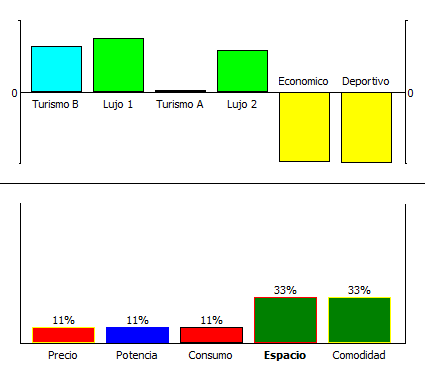 Economico Deportivo
0 0
Turismo B Lujo 1 Turismo A Lujo 2
33% 33%
11% 11% 11%
Precio Potencia Consumo Espacio Comodidad